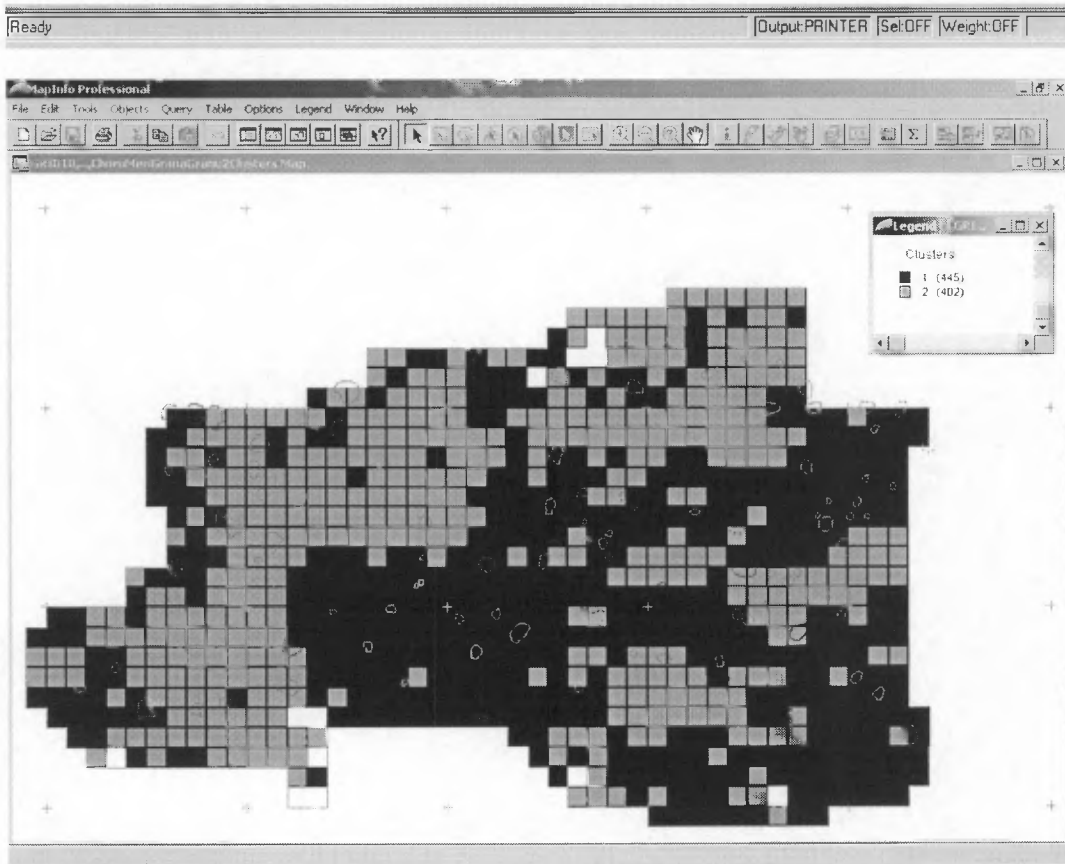 Ready Output:PRINTER Sel:OFF Weight:OFF
MapInfo Professional
File Edit Tools Objects Query Table Options Legend Window Help
Legend
Clusters
1 (445)
2 (402)